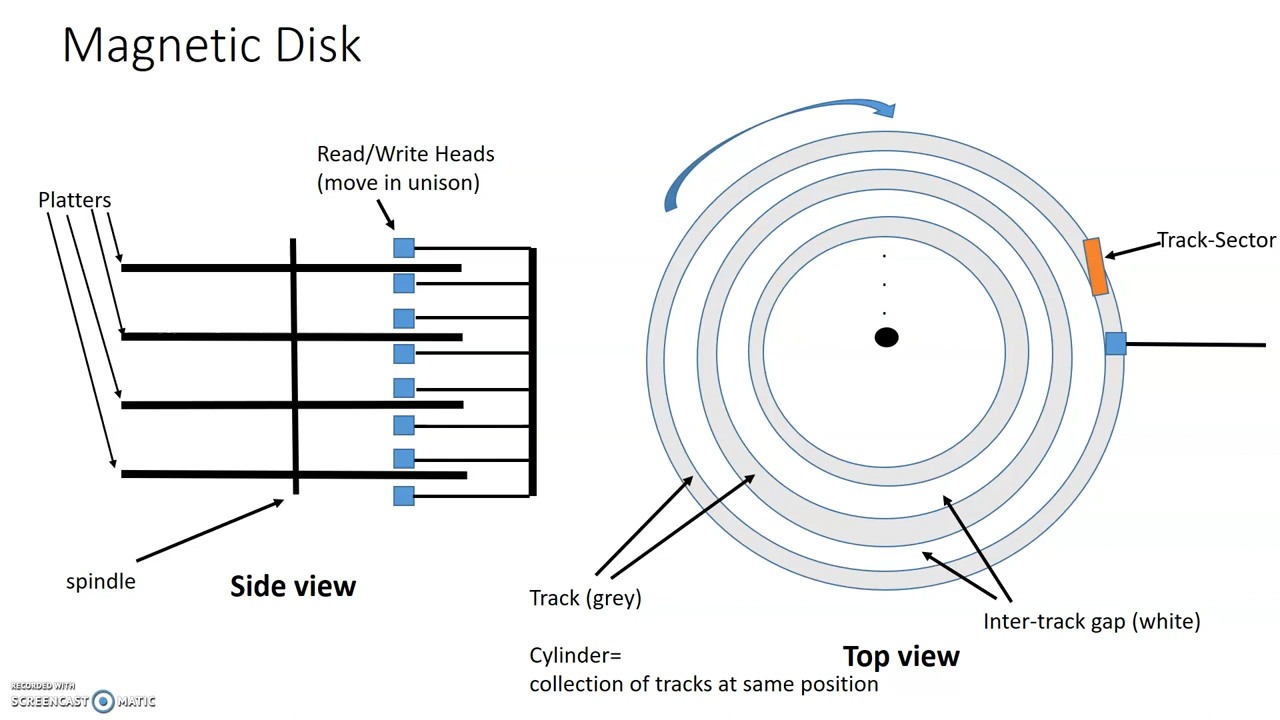 Magnetic Disk
Read/Write Heads
(move in unison)
Platters
Track-Sector
spindle
Side view
Track (grey)
Inter-track gap (white)
Cylinder=
collection of tracks at same position
Top view
RECORDED WITH
SCREENCAST MATIC